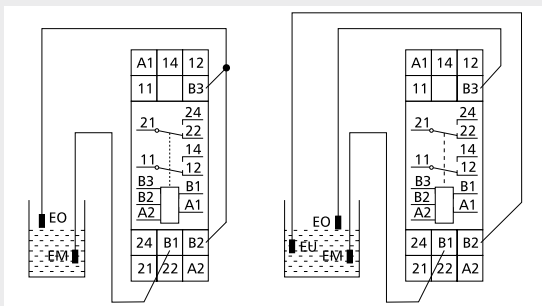 A1 14 12
11 B3
21 24
22
11 14
12
B3 B1
B2 A1
A2
EO
EM
24 B1 B2
21 22 A2
A1 14 12
11 B3
21 24
22
11 14
12
B3 B1
B2 A1
A2
EO
EU
EM
24 B1 B2
21 22 A2